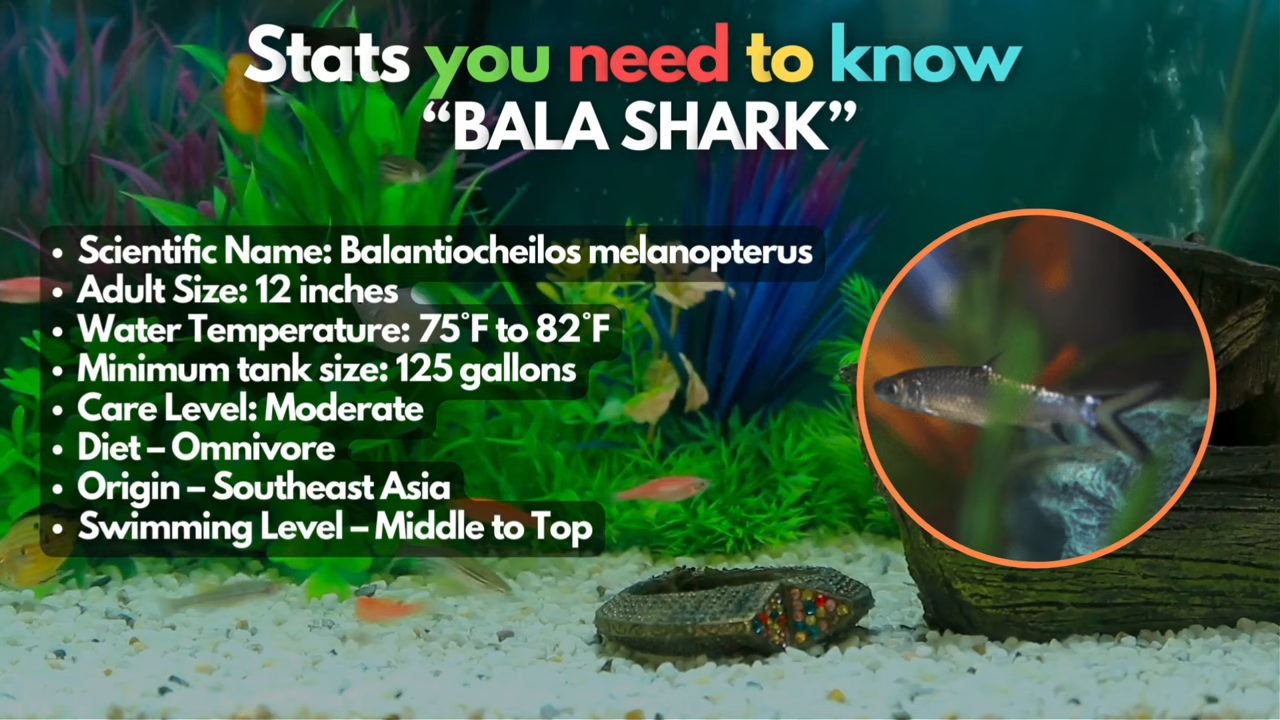 Stats you need to know
“BALA SHARK”
• Scientific Name: Balantiocheilos melanopterus
• Adult Size: 12 inches
• Water Temperature: 75°F to 82°F
• Minimum tank size: 125 gallons
• Care Level: Moderate
• Diet – Omnivore
• Origin – Southeast Asia
• Swimming Level – Middle to Top